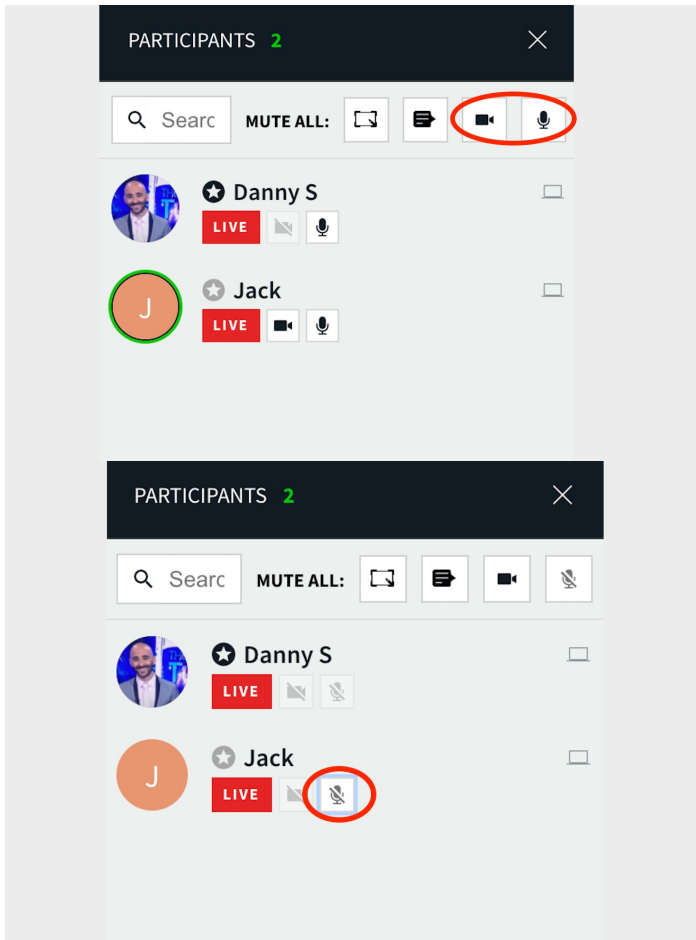 PARTICIPANTS 2
Searc MUTE ALL:
Danny S
LIVE
J
Jack
LIVE
PARTICIPANTS 2
Searc MUTE ALL:
Danny S
LIVE
J
Jack
LIVE